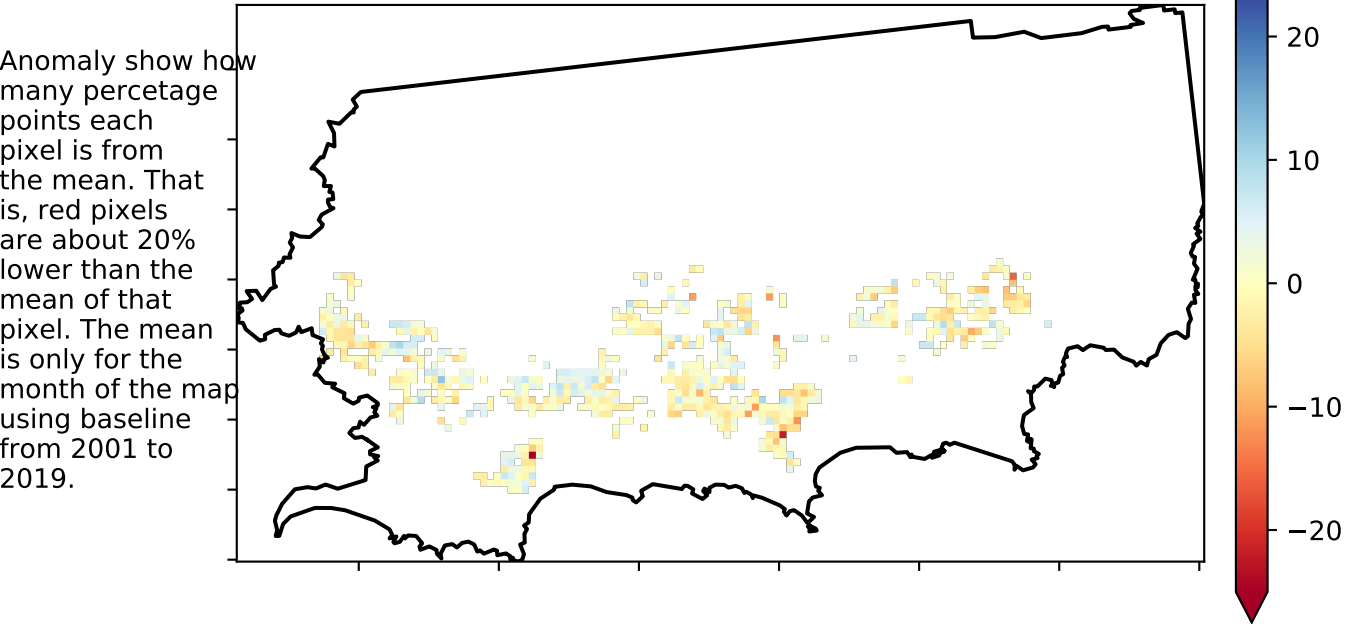 Anomaly show how
many percetage
points each
pixel is from
the mean. That
is, red pixels
are about 20%
lower than the
mean of that
pixel. The mean
is only for the
month of the map
using baseline
from 2001 to
2019.
20
10
0
−10
−20